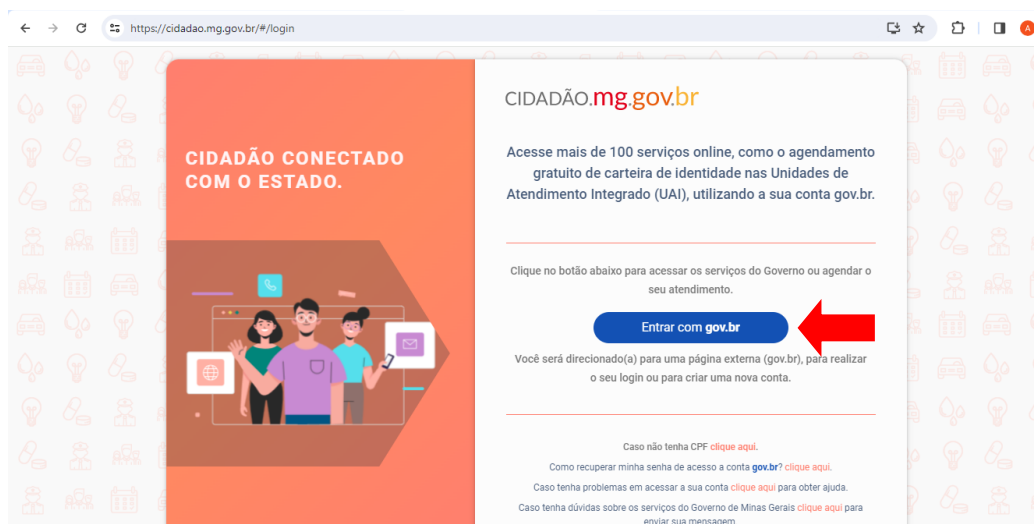 https://cidadao.mg.gov.br/#/login
A
CIDADÃO CONECTADO
COM O ESTADO.
CIDADÃO.mg.gov.br
Acesse mais de 100 serviços online, como o agendamento
gratuito de carteira de identidade nas Unidades de
Atendimento Integrado (UAI), utilizando a sua conta gov.br.
Clique no botão abaixo para acessar os serviços do Governo ou agendar o
seu atendimento.
Entrar com gov.br
Você será direcionado(a) para uma página externa (gov.br), para realizar
o seu login ou para criar uma nova conta.
Caso não tenha CPF clique aqui.
Como recuperar minha senha de acesso a conta gov.br? clique aqui.
Caso tenha problemas em acessar a sua conta clique aqui para obter ajuda.
Caso tenha dúvidas sobre os serviços do Governo de Minas Gerais clique aqui para
enviar sua mensagem